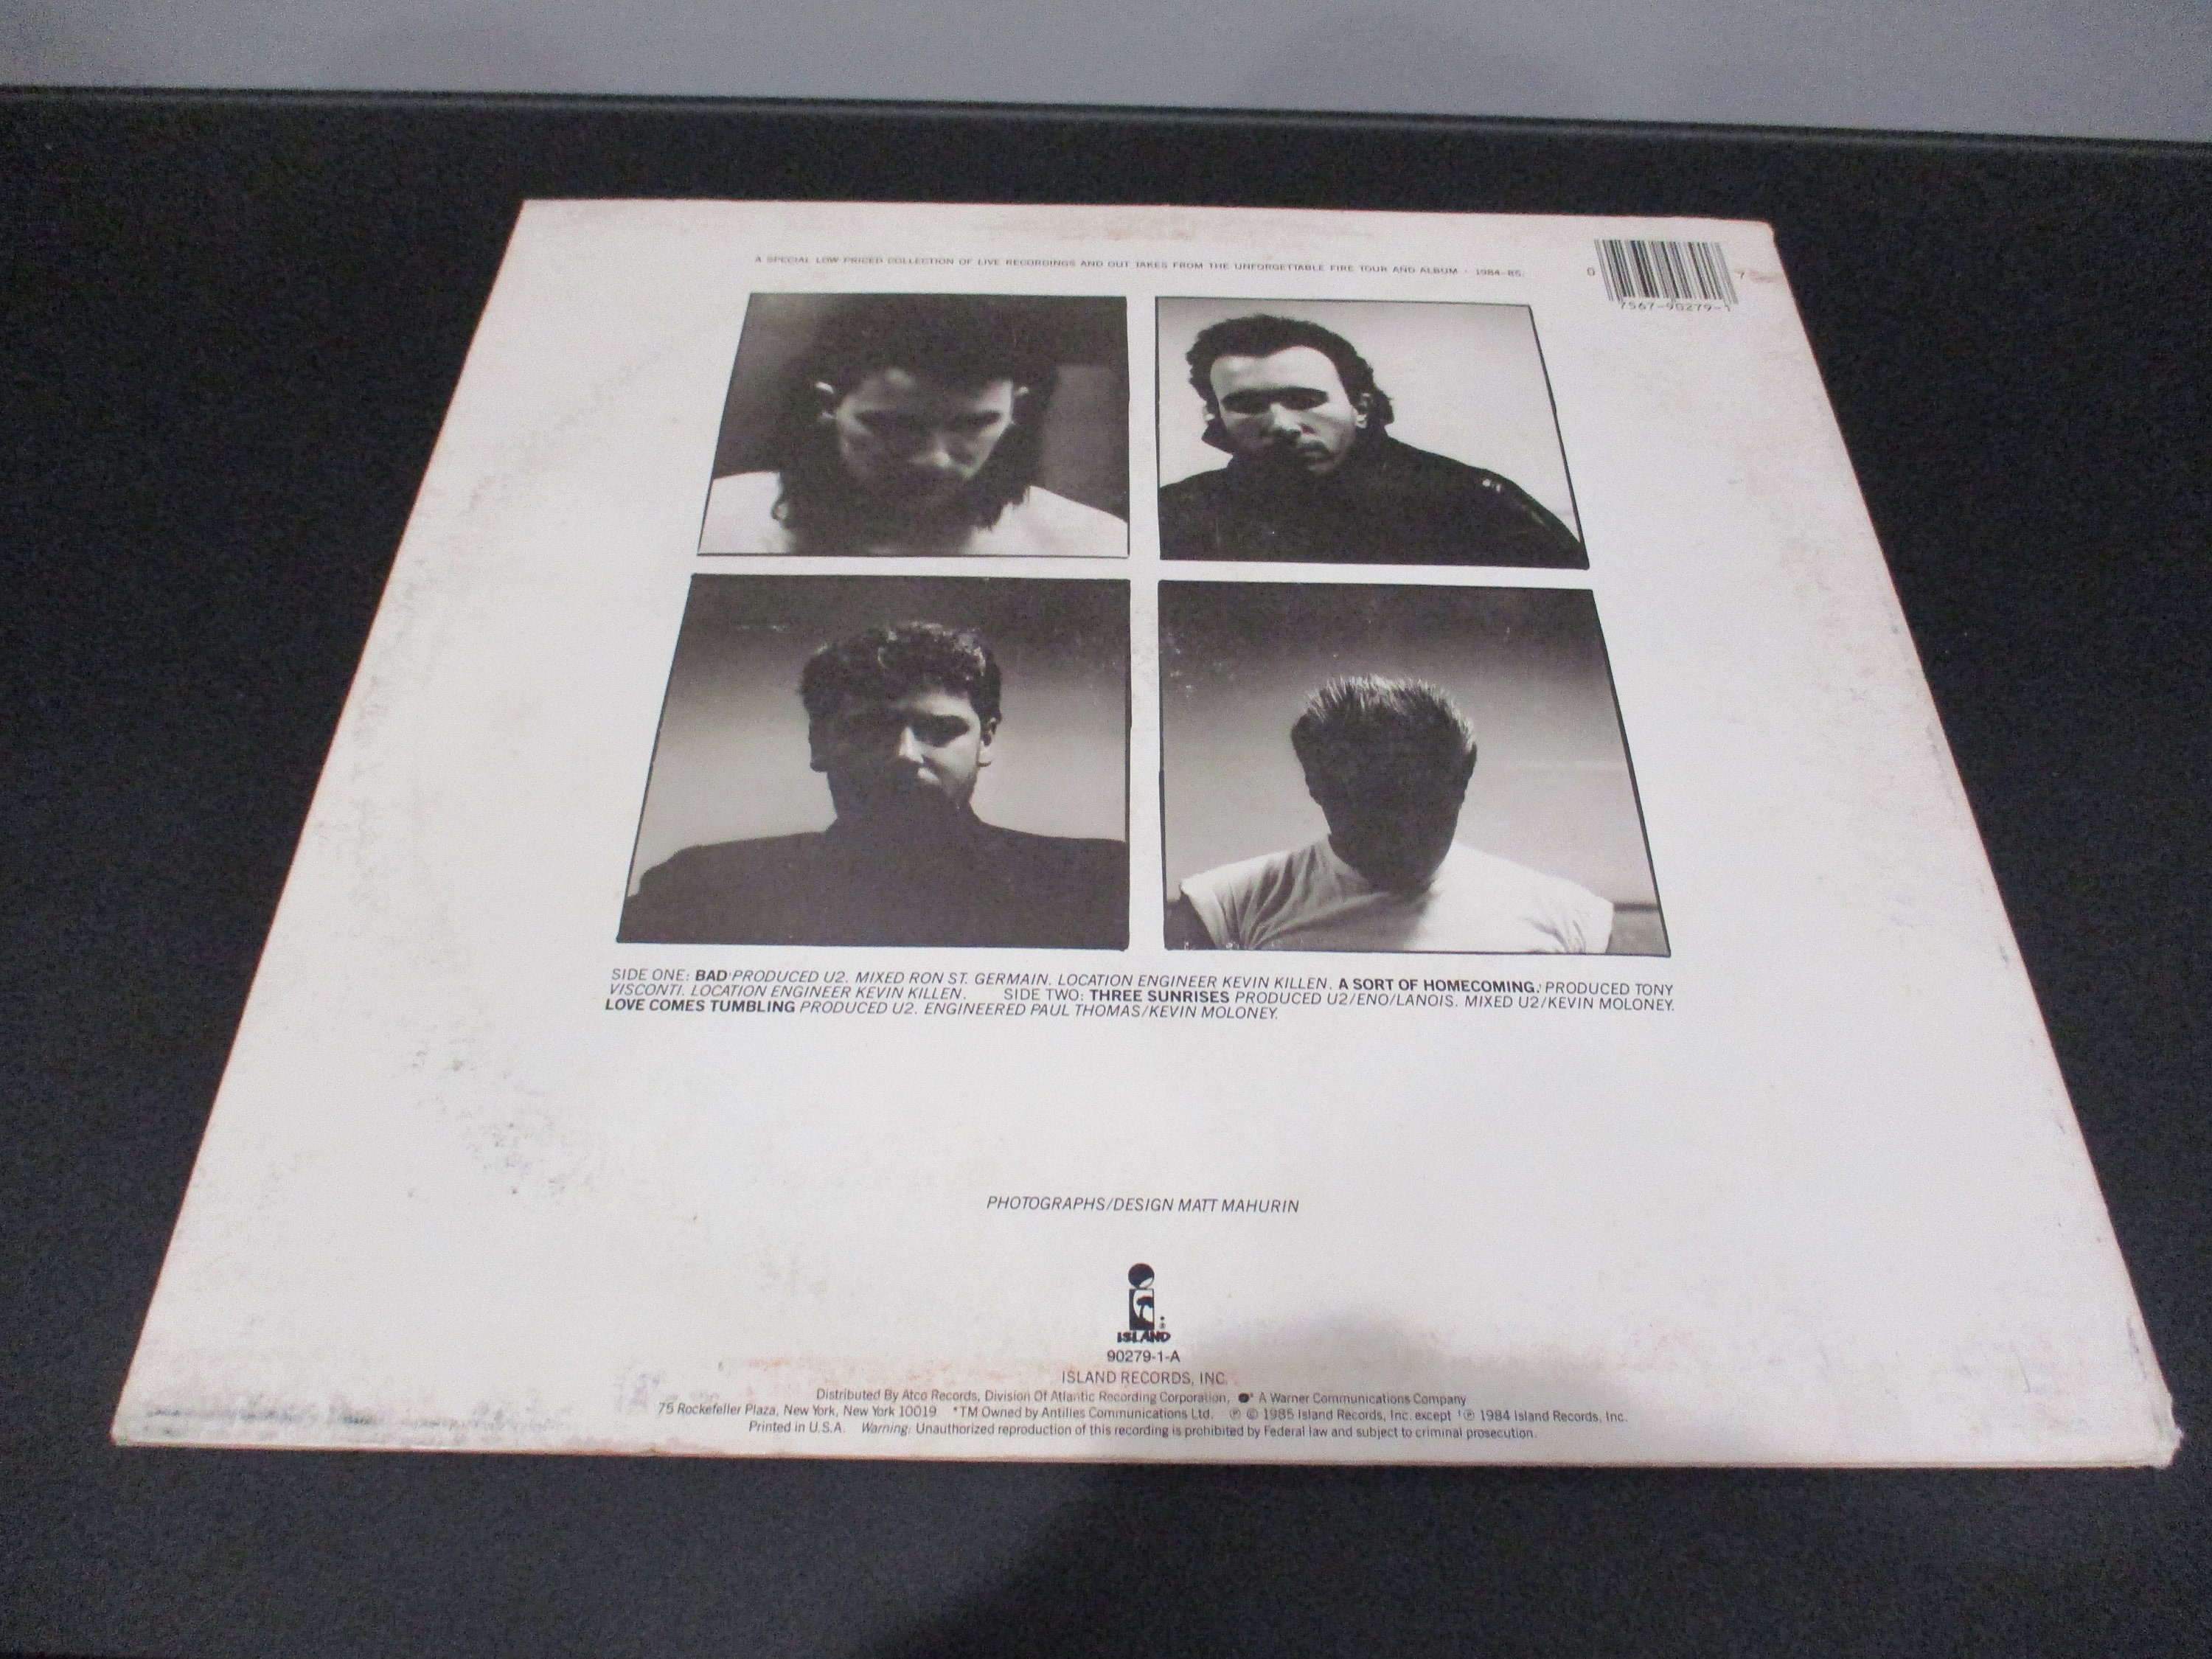 A SPECIAL LOW PRICED COLLECTION OF LIVE RECORDINGS AND OUT TAKES FROM THE UNFORGETTABLE FIRE TOUR AND ALBUM · 1984-85.
0 7567-90279-1 7
SIDE ONE: BAD PRODUCED U2. MIXED RON ST. GERMAIN. LOCATION ENGINEER KEVIN KILLEN. A SORT OF HOMECOMING.† PRODUCED TONY
VISCONTI. LOCATION ENGINEER KEVIN KILLEN. SIDE TWO: THREE SUNRISES PRODUCED U2/ENO/LANOIS. MIXED U2/KEVIN MOLONEY.
LOVE COMES TUMBLING PRODUCED U2. ENGINEERED PAUL THOMAS/KEVIN MOLONEY.
PHOTOGRAPHS/DESIGN MATT MAHURIN
ISLAND
90279-1-A
ISLAND RECORDS, INC.
Distributed By Atco Records, Division Of Atlantic Recording Corporation, * A Warner Communications Company
75 Rockefeller Plaza, New York, New York 10019 *TM Owned by Antilles Communications Ltd. ℗ © 1985 Island Records, Inc. except †℗ 1984 Island Records, Inc.
Printed in U.S.A. Warning: Unauthorized reproduction of this recording is prohibited by Federal law and subject to criminal prosecution.